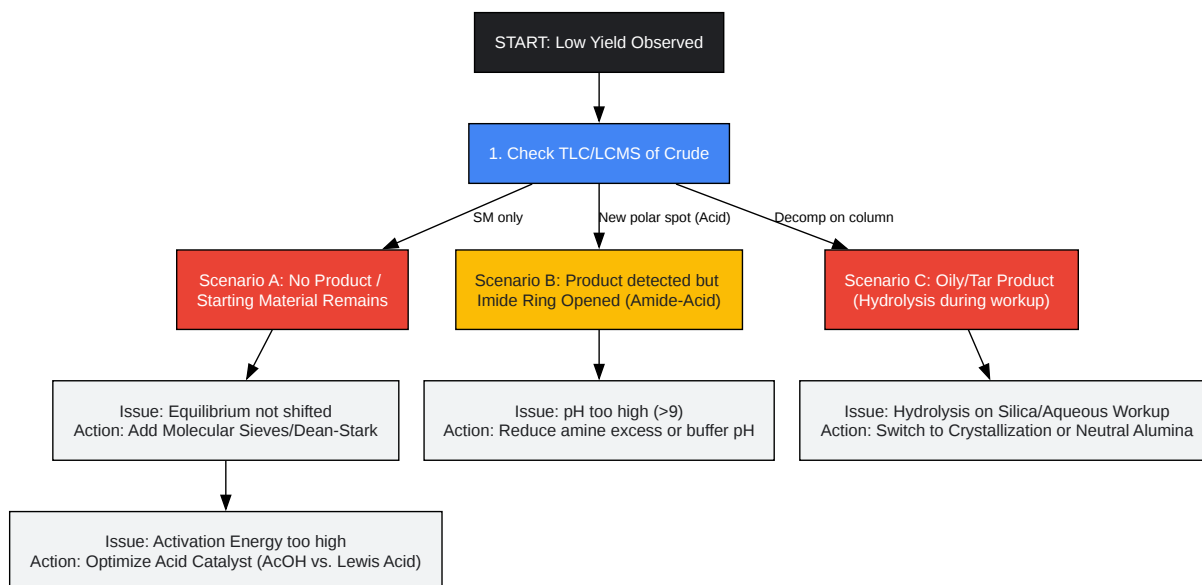 START: Low Yield Observed
1. Check TLC/LCMS of Crude
SM only
New polar spot (Acid)
Decomp on column
Scenario A: No Product /
Starting Material Remains
Scenario B: Product detected but
Imide Ring Opened (Amide-Acid)
Scenario C: Oily/Tar Product
(Hydrolysis during workup)
Issue: Equilibrium not shifted
Action: Add Molecular Sieves/Dean-Stark
Issue: pH too high (>9)
Action: Reduce amine excess or buffer pH
Issue: Hydrolysis on Silica/Aqueous Workup
Action: Switch to Crystallization or Neutral Alumina
Issue: Activation Energy too high
Action: Optimize Acid Catalyst (AcOH vs. Lewis Acid)